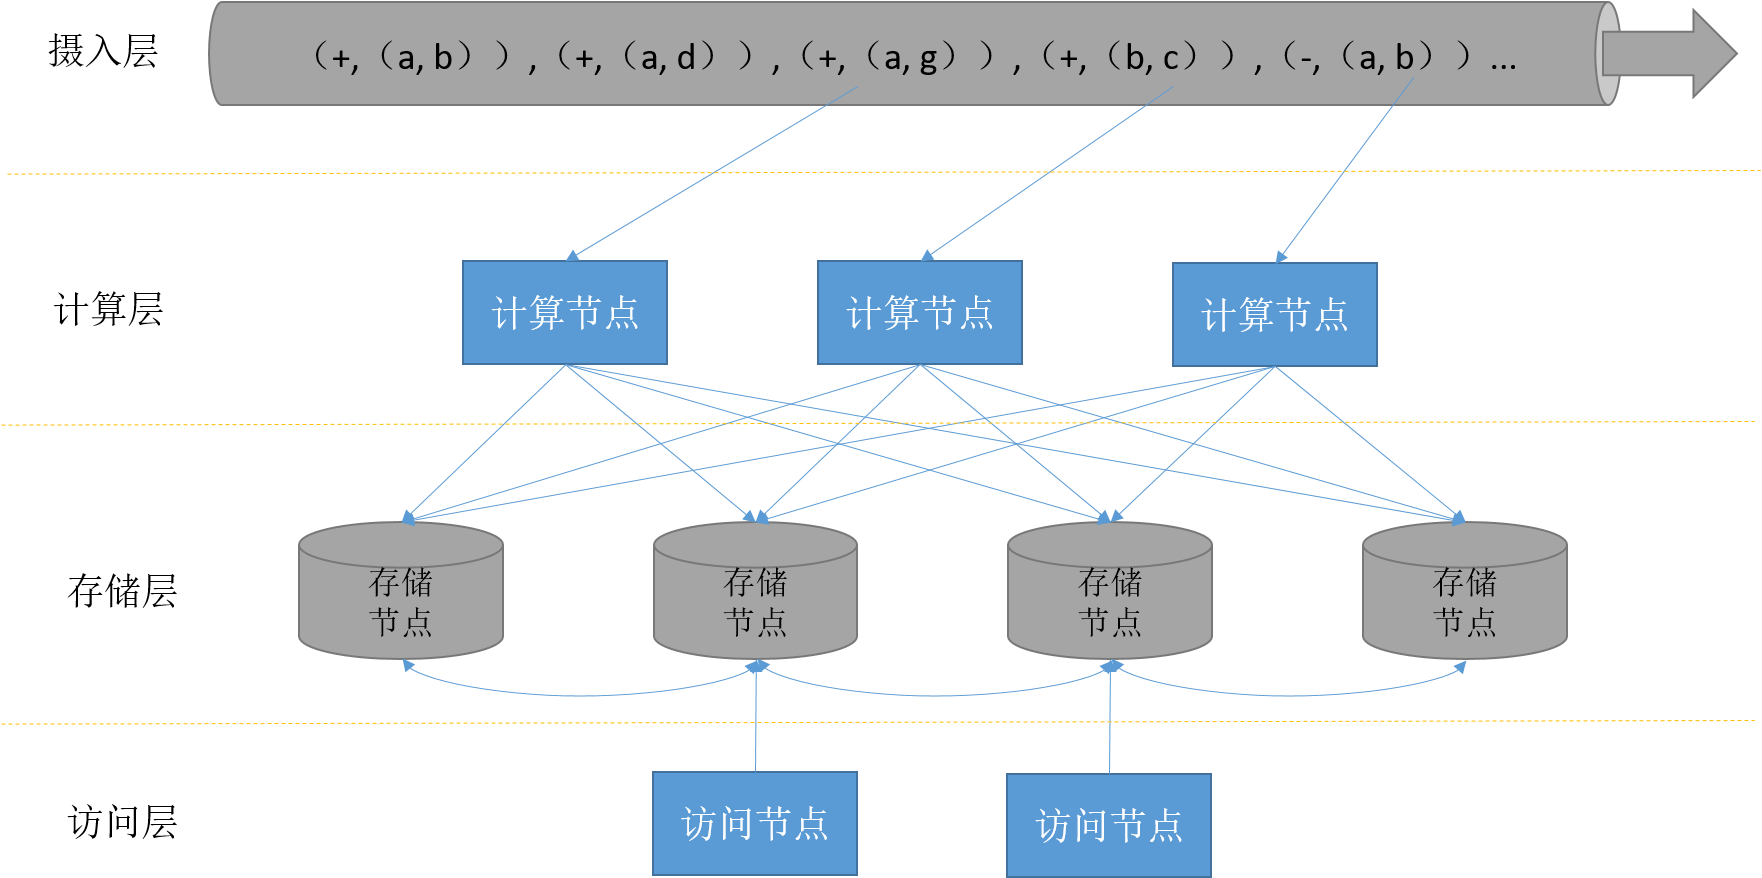 摄入层
（+,（a, b））,（+,（a, d））,（+,（a, g））,（+,（b, c））,（-,（a, b））...
计算层
计算节点
计算节点
计算节点
存储层
存储
节点
存储
节点
存储
节点
存储
节点
访问层
访问节点
访问节点